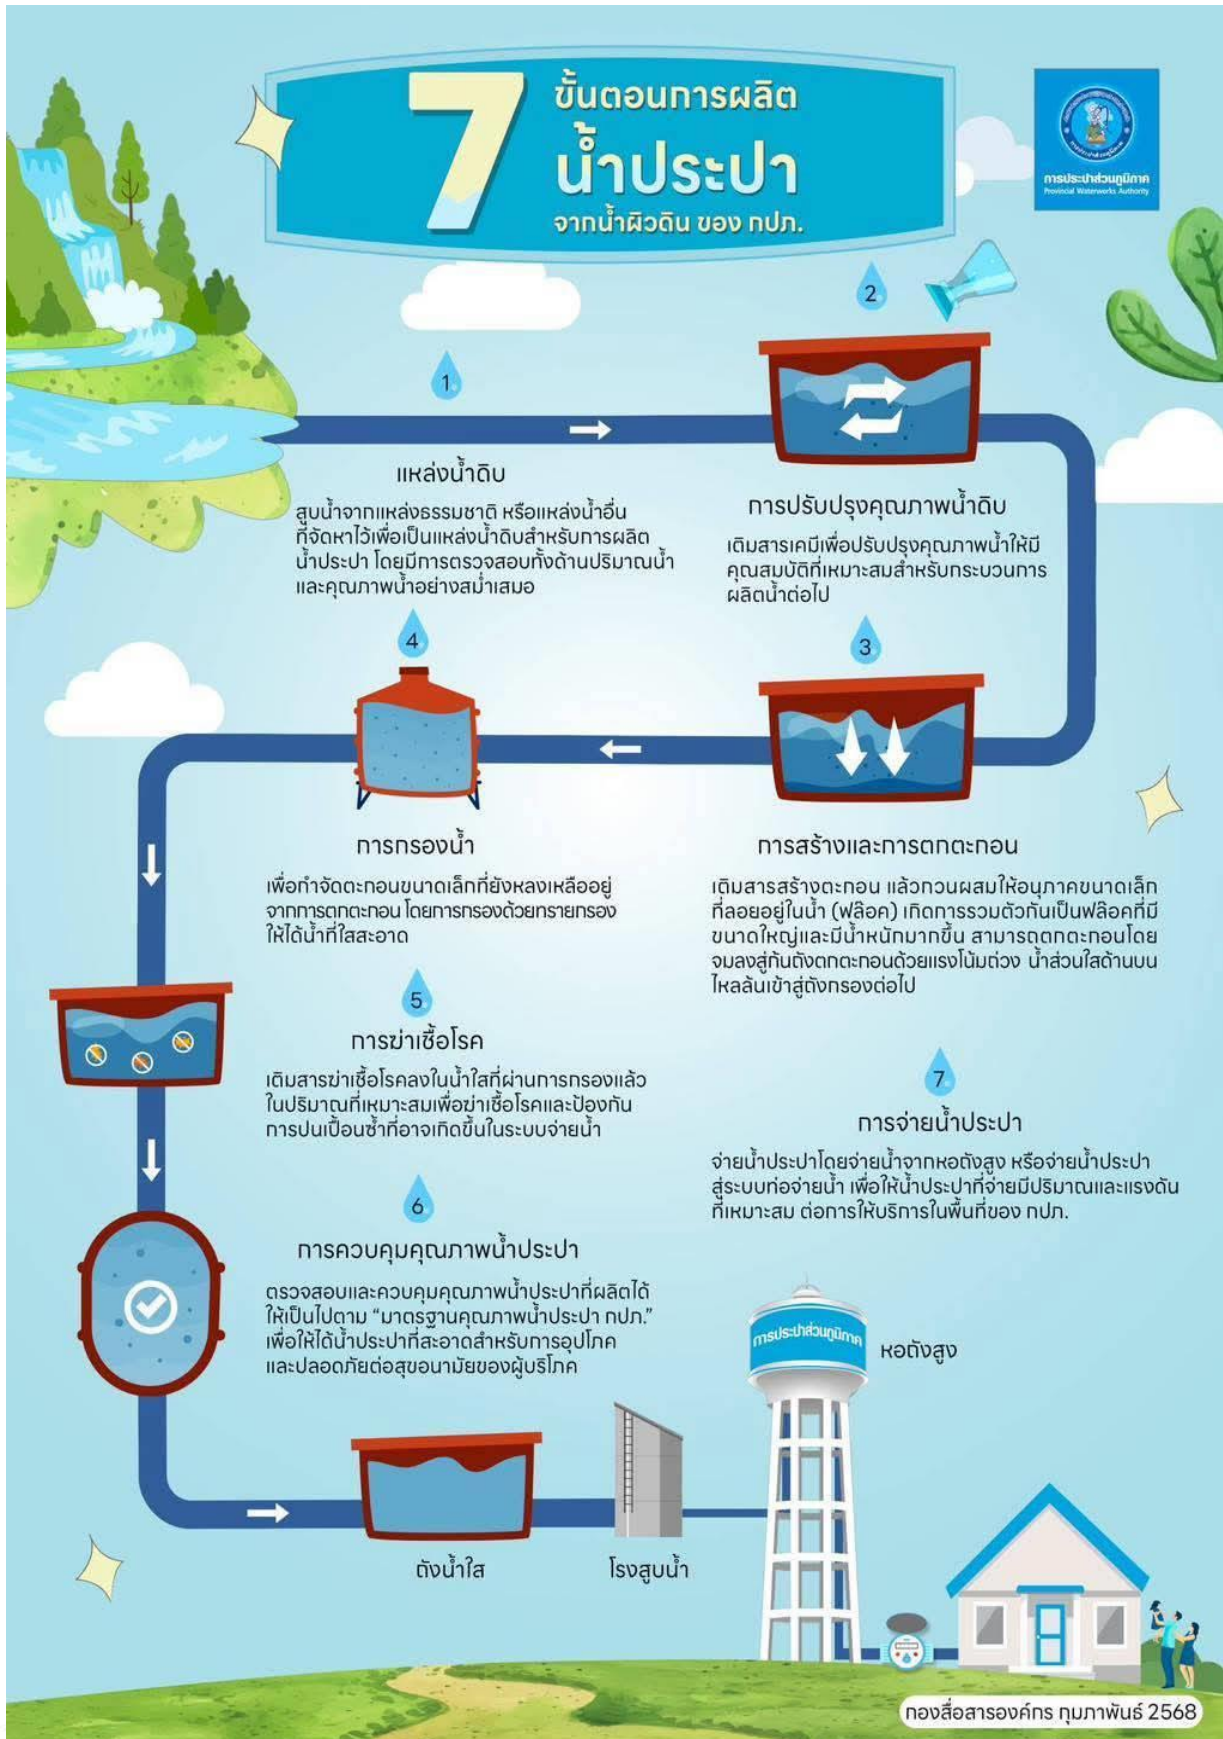 7
ขั้นตอนการผลิต
น้ำประปา
จากน้ำผิวดิน ของ กปภ.
การประปาส่วนภูมิภาค
Provincial Waterworks Authority
1.
แหล่งน้ำดิบ
สูบน้ำจากแหล่งธรรมชาติ หรือแหล่งน้ำอื่น
ที่จัดหาไว้เพื่อเป็นแหล่งน้ำดิบสำหรับการผลิต
น้ำประปา โดยมีการตรวจสอบทั้งด้านปริมาณน้ำ
และคุณภาพน้ำอย่างสม่ำเสมอ
2.
การปรับปรุงคุณภาพน้ำดิบ
เติมสารเคมีเพื่อปรับปรุงคุณภาพน้ำให้มี
คุณสมบัติที่เหมาะสมสำหรับกระบวนการ
ผลิตน้ำต่อไป
3.
การสร้างและการตกตะกอน
เติมสารสร้างตะกอน แล้วกวนผสมให้อนุภาคขนาดเล็ก
ที่ลอยอยู่ในน้ำ (ฟล๊อค) เกิดการรวมตัวกันเป็นฟล๊อคที่มี
ขนาดใหญ่และมีน้ำหนักมากขึ้น สามารถตกตะกอนโดย
จมลงสู่ก้นถังตกตะกอนด้วยแรงโน้มถ่วง น้ำส่วนใสด้านบน
ไหลล้นเข้าสู่ถังกรองต่อไป
4.
การกรองน้ำ
เพื่อกำจัดตะกอนขนาดเล็กที่ยังหลงเหลืออยู่
จากการตกตะกอน โดยการกรองด้วยทรายกรอง
ให้ได้น้ำที่ใสสะอาด
5.
การฆ่าเชื้อโรค
เติมสารฆ่าเชื้อโรคลงในน้ำใสที่ผ่านการกรองแล้ว
ในปริมาณที่เหมาะสมเพื่อฆ่าเชื้อโรคและป้องกัน
การปนเปื้อนซ้ำที่อาจเกิดขึ้นในระบบจ่ายน้ำ
6.
การควบคุมคุณภาพน้ำประปา
ตรวจสอบและควบคุมคุณภาพน้ำประปาที่ผลิตได้
ให้เป็นไปตาม “มาตรฐานคุณภาพน้ำประปา กปภ.”
เพื่อให้ได้น้ำประปาที่สะอาดสำหรับการอุปโภค
และปลอดภัยต่อสุขอนามัยของผู้บริโภค
7.
การจ่ายน้ำประปา
จ่ายน้ำประปาโดยจ่ายน้ำจากหอถังสูง หรือจ่ายน้ำประปา
สู่ระบบท่อจ่ายน้ำ เพื่อให้น้ำประปาที่จ่ายมีปริมาณและแรงดัน
ที่เหมาะสม ต่อการให้บริการในพื้นที่ของ กปภ.
การประปาส่วนภูมิภาค
หอถังสูง
ถังน้ำใส
โรงสูบน้ำ
กองสื่อสารองค์กร กุมภาพันธ์ 2568